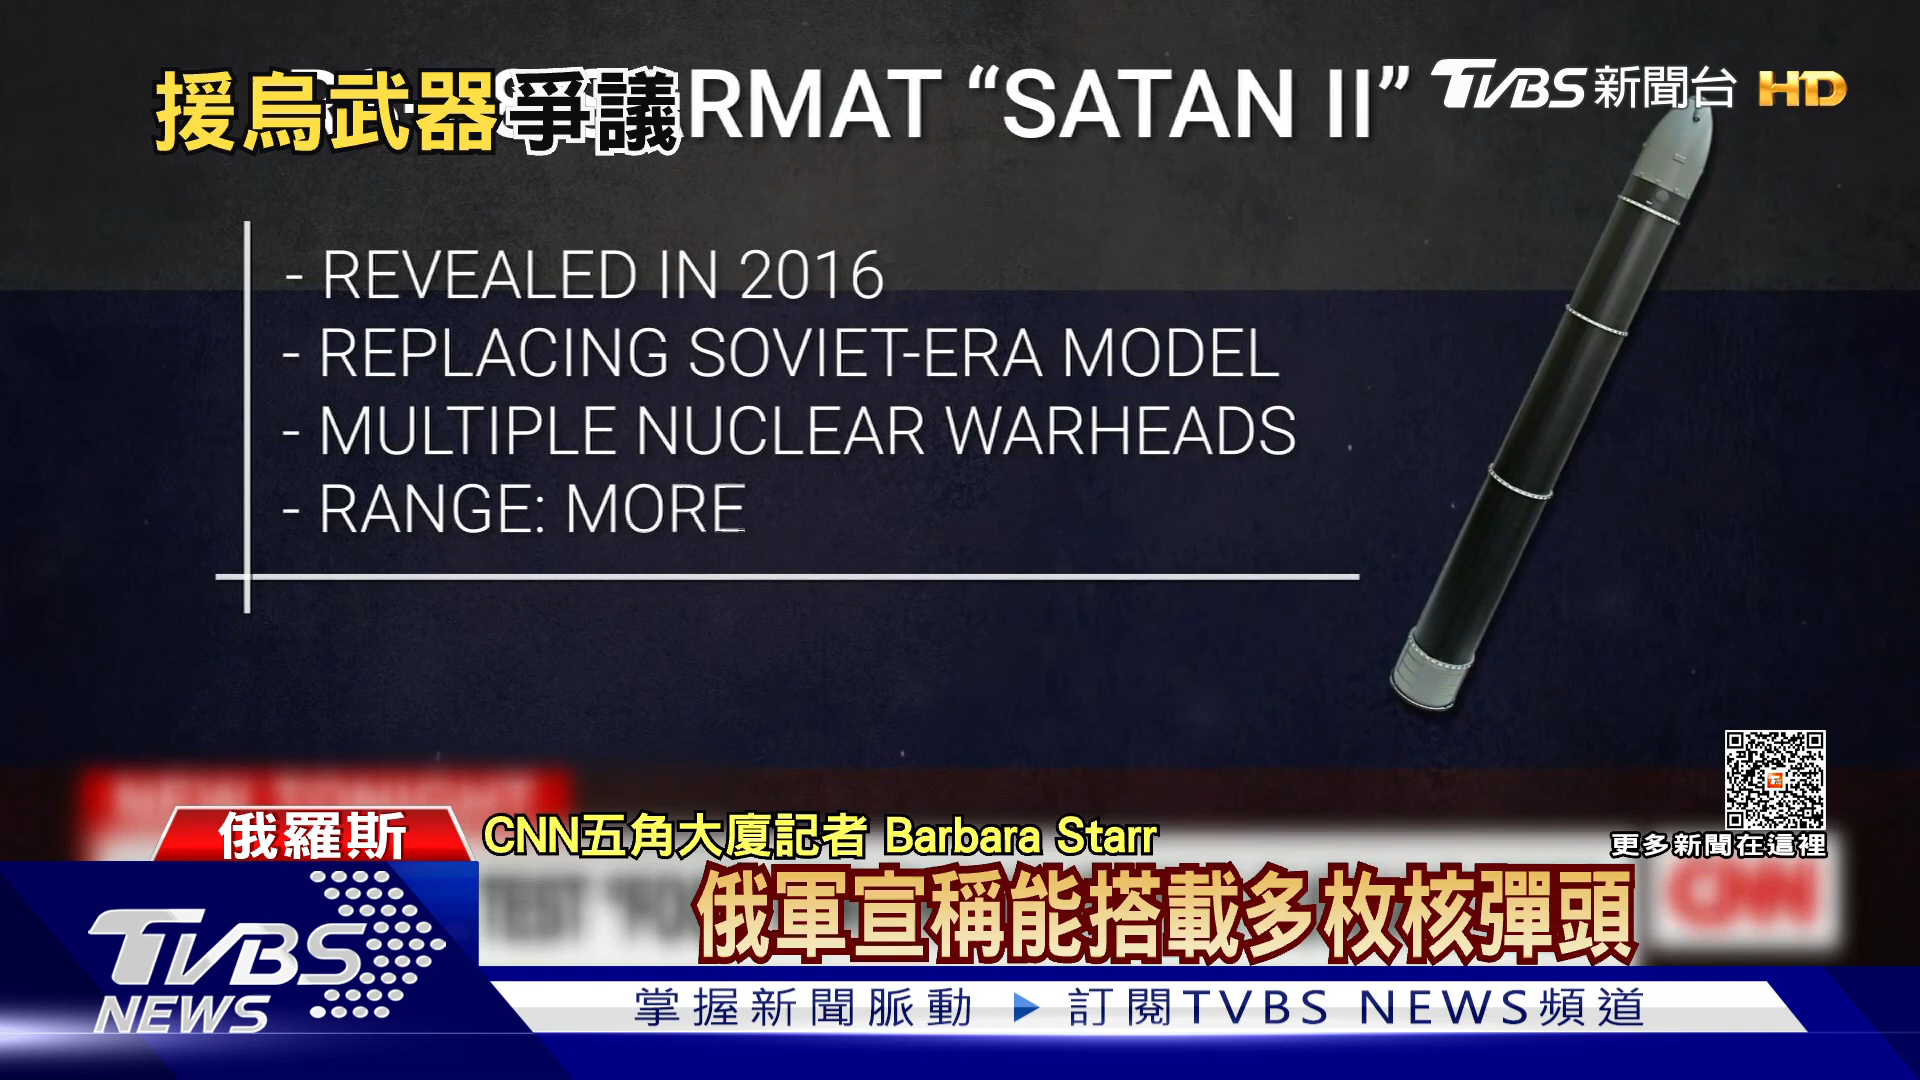 援烏武器爭議
RMAT “SATAN II”
TVBS新聞台 HD
- REVEALED IN 2016
- REPLACING SOVIET-ERA MODEL
- MULTIPLE NUCLEAR WARHEADS
- RANGE: MORE
NEW TONIGHT
俄羅斯
CNN五角大廈記者 Barbara Starr
更多新聞在這裡
TEST
俄軍宣稱能搭載多枚核彈頭
CNN
TVBS
NEWS
掌握新聞脈動 ▶ 訂閱TVBS NEWS頻道